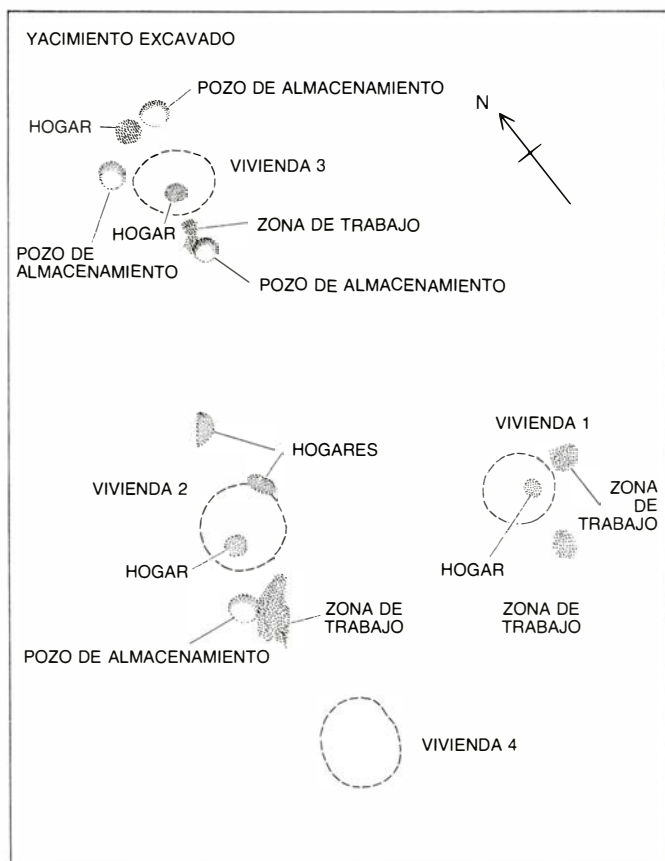 YACIMIENTO EXCAVADO
POZO DE ALMACENAMIENTO
HOGAR
N
VIVIENDA 3
HOGAR
ZONA DE TRABAJO
POZO DE
ALMACENAMIENTO
POZO DE ALMACENAMIENTO
VIVIENDA 1
HOGARES
VIVIENDA 2
ZONA
DE
TRABAJO
HOGAR
HOGAR
ZONA DE
TRABAJO
ZONA DE
TRABAJO
POZO DE ALMACENAMIENTO
VIVIENDA 4